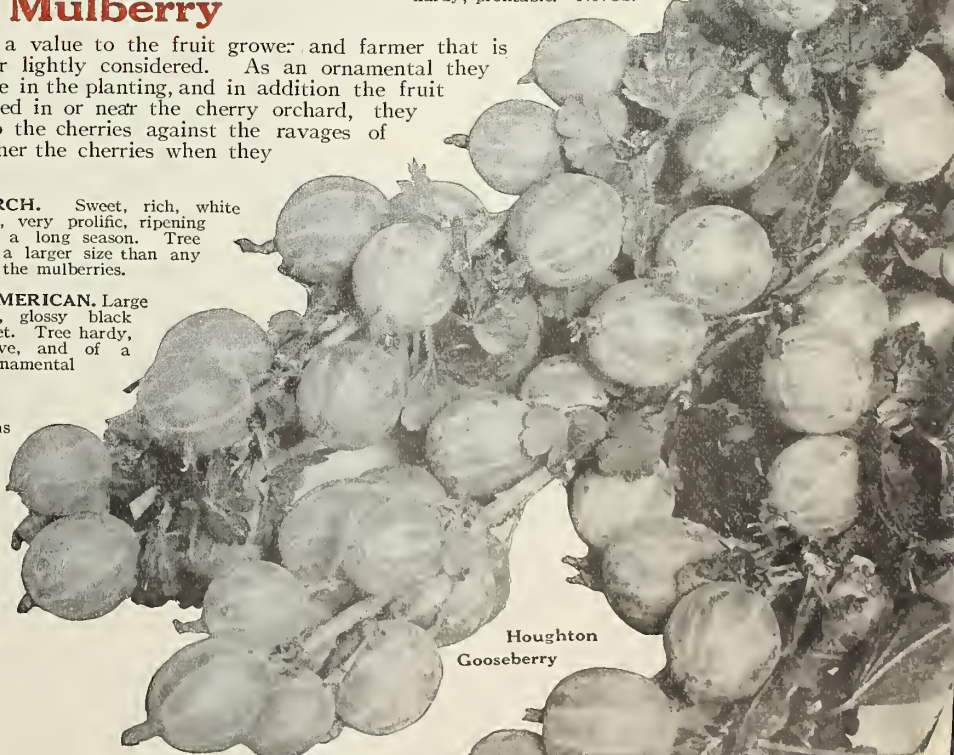 Mulberry
a value to the fruit grower and farmer that is
r lightly considered. As an ornamental they
e in the planting, and in addition the fruit
ed in or near the cherry orchard, they
the cherries against the ravages of
her the cherries when they
RCH. Sweet, rich, white
, very prolific, ripening
a long season. Tree
a larger size than any
the mulberries.
MERICAN. Large
, glossy black
et. Tree hardy,
ve, and of a
namental
as
Houghton
Gooseberry